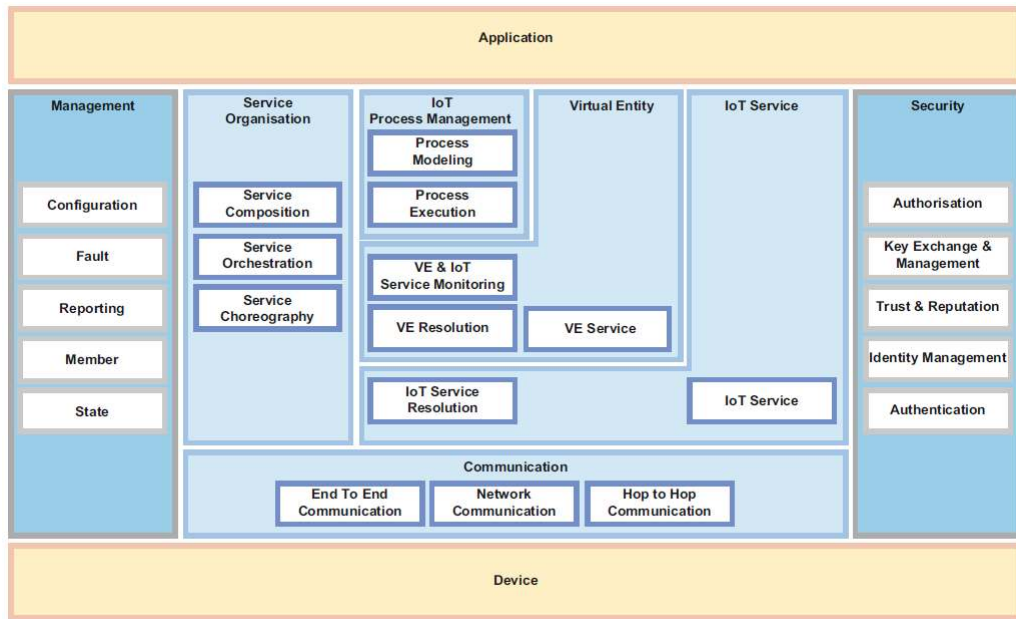 Application
Management
Configuration
Fault
Reporting
Member
State
Service
Organisation
Service
Composition
Service
Orchestration
Service
Choreography
IoT
Process Management
Process
Modeling
Process
Execution
Virtual Entity
VE & IoT
Service Monitoring
VE Resolution
VE Service
IoT Service
IoT Service
Resolution
IoT Service
Security
Authorisation
Key Exchange &
Management
Trust & Reputation
Identity Management
Authentication
Communication
End To End
Communication
Network
Communication
Hop to Hop
Communication
Device